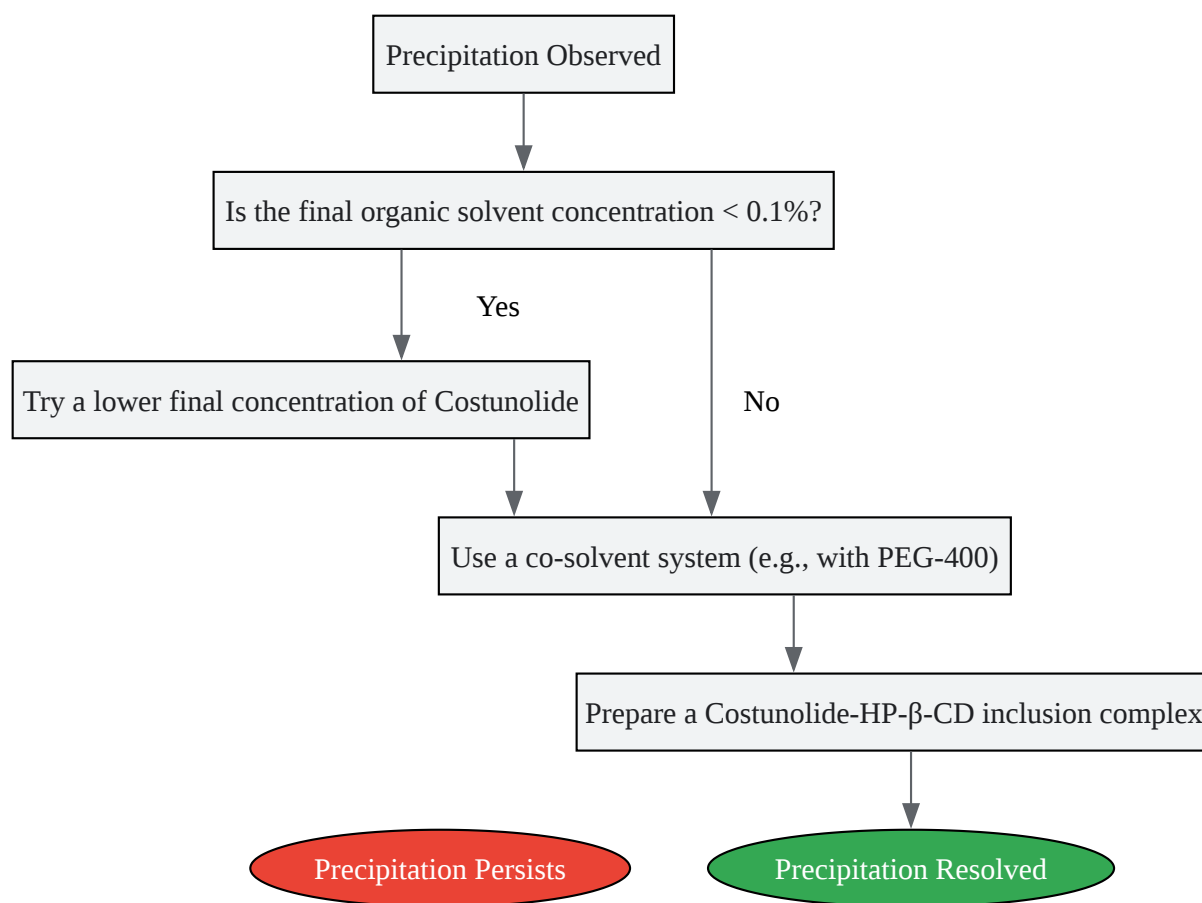 Precipitation Observed
Is the final organic solvent concentration < 0.1%?
Yes
Try a lower final concentration of Costunolide
No
Use a co-solvent system (e.g., with PEG-400)
Prepare a Costunolide-HP-β-CD inclusion complex
Precipitation Persists
Precipitation Resolved